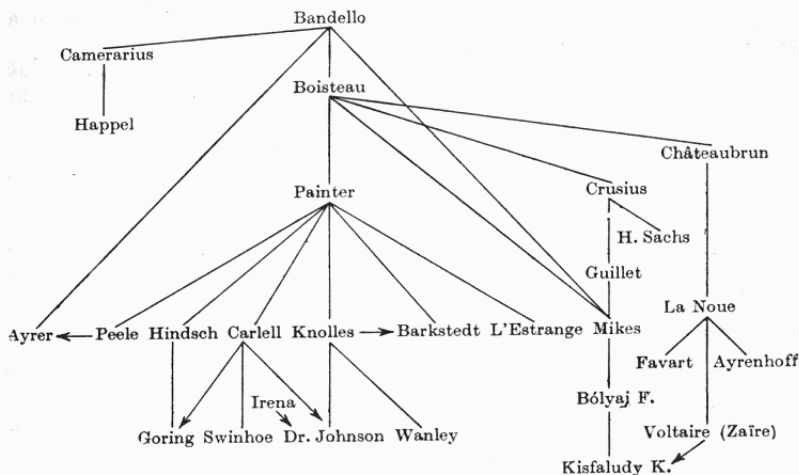 Bandello
Camerarius
Boisteau
Happel
Châteaubrun
Crusius
Painter
H. Sachs
Guillet
La Noue
Ayrer Peele Hindsch Carlell Knolles Barkstedt L'Estrange Mikes
Favart Ayrenhoff
Bólyaj F.
Irena
Goring Swinhoe Dr. Johnson Wanley Voltaire (Zaïre)
Kisfaludy K.